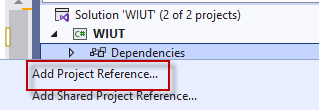 Solution 'WIUT' (2 of 2 projects)
C# WIUT
Dependencies
Add Project Reference...
Add Shared Project Reference...